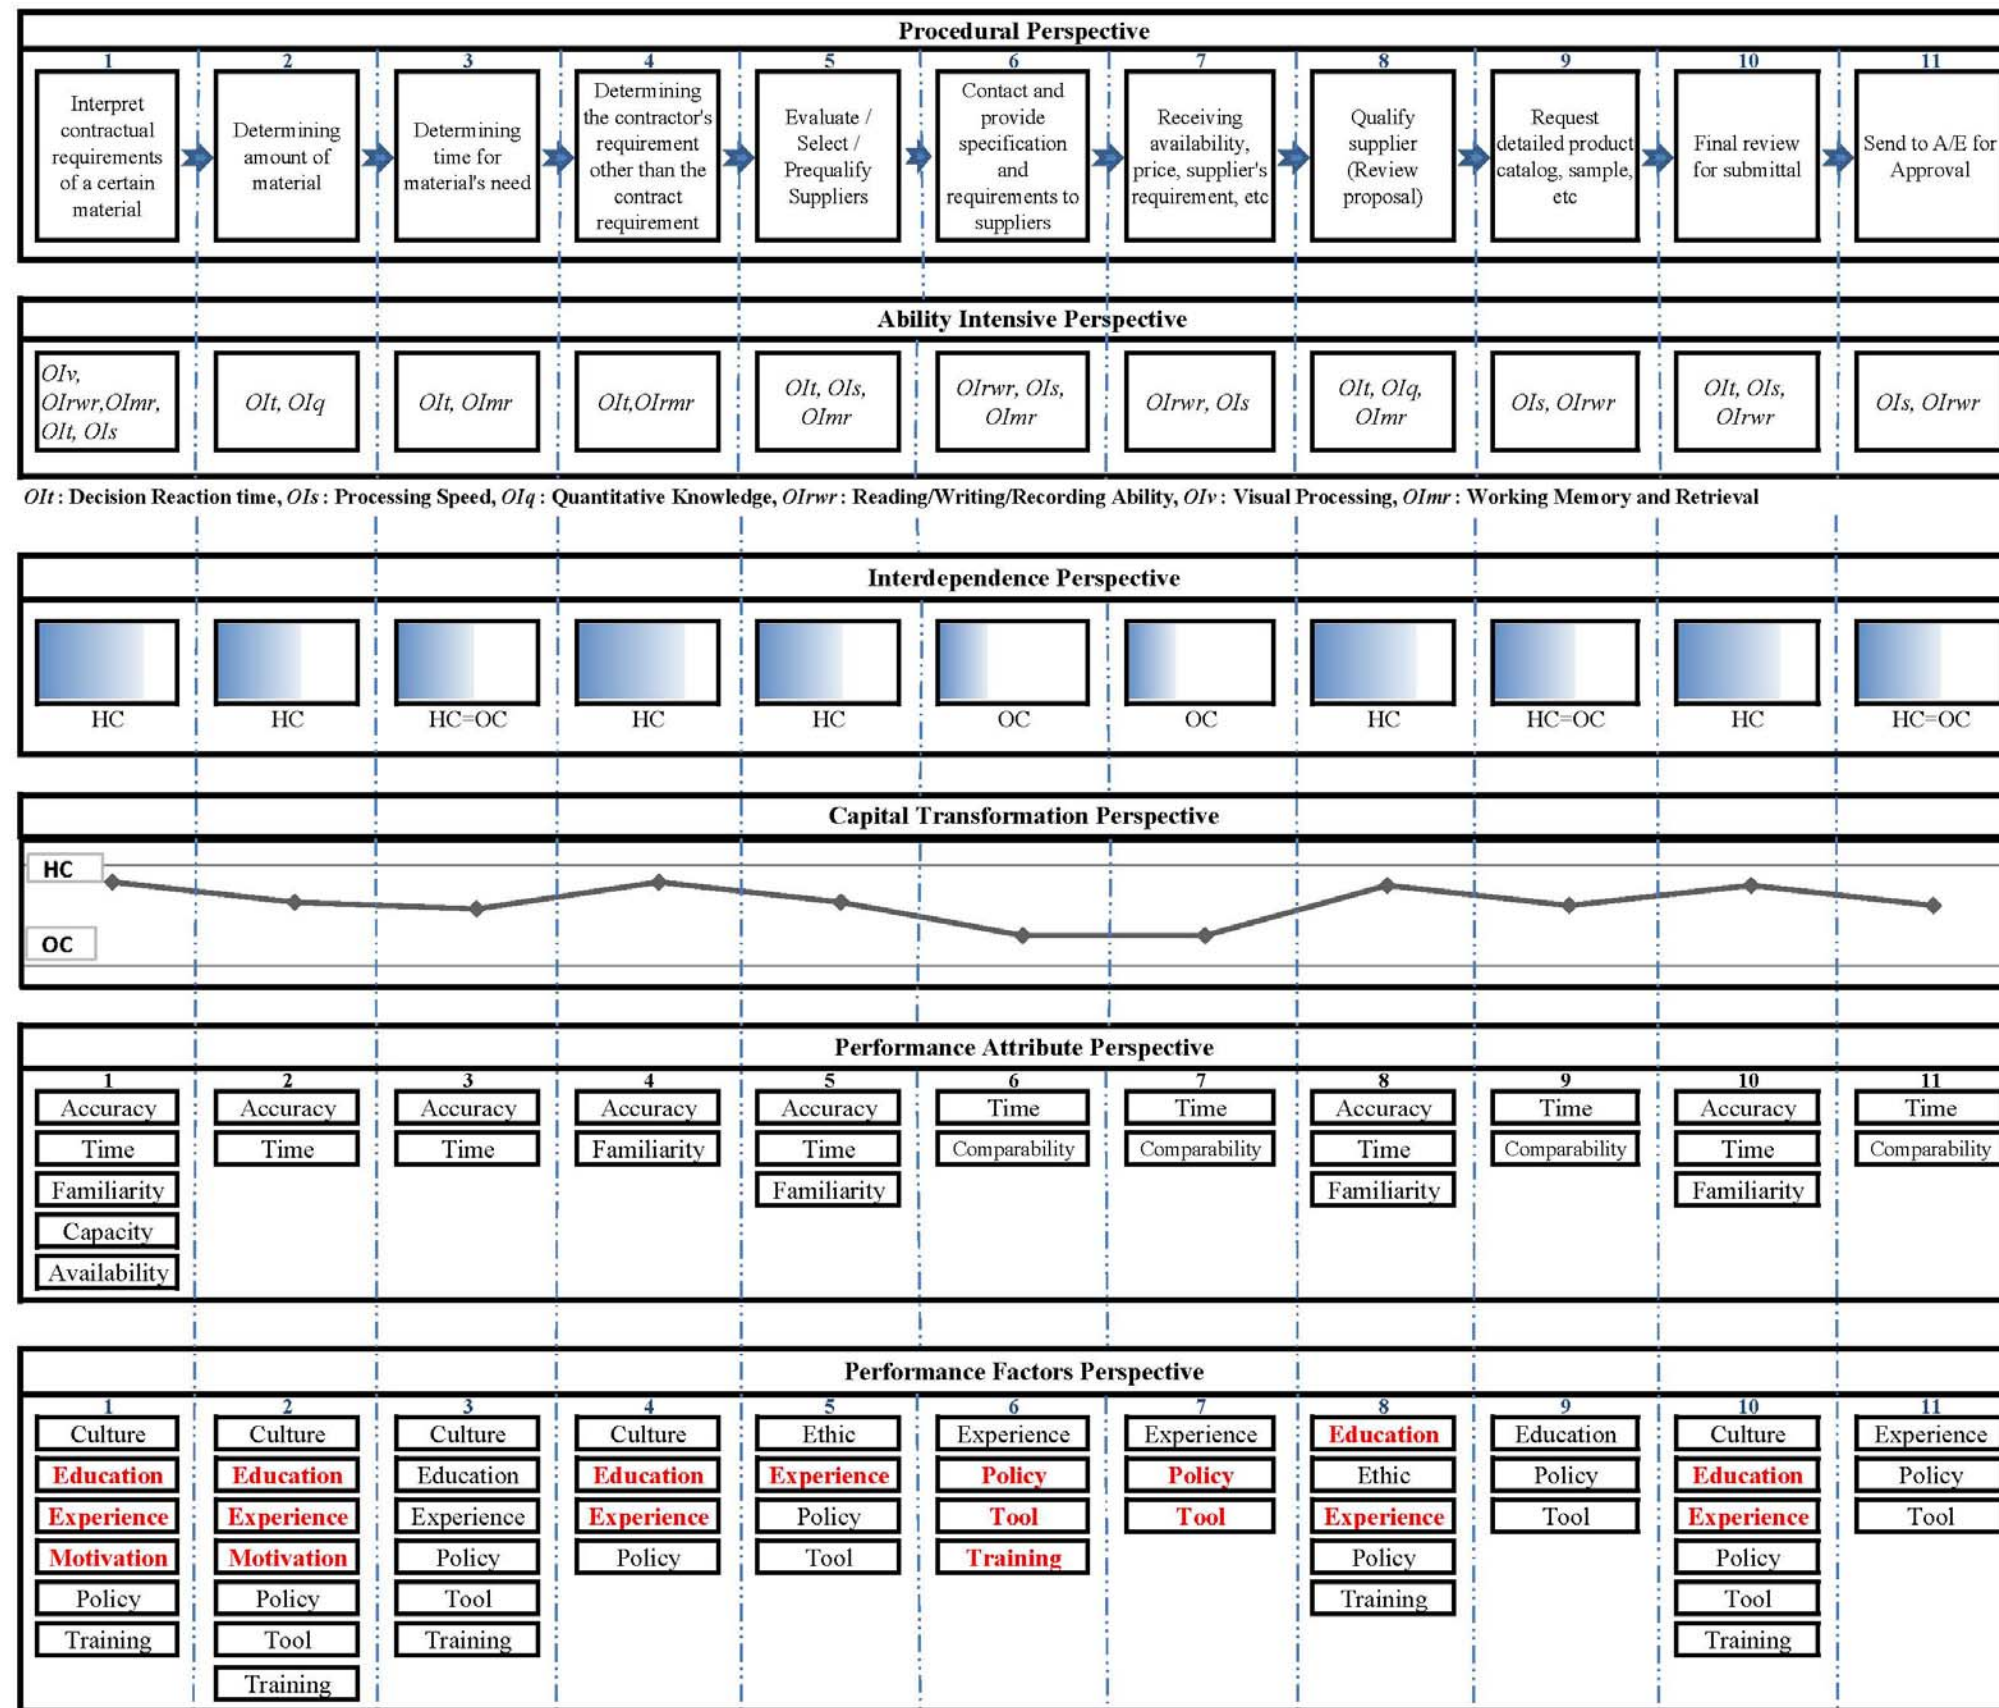 Procedural Perspective
1
2
3
4
5
6
7
8
9
10
11
Interpret
contractual
requirements
of a certain
material
Determining
amount of
material
Determining
time for
material's need
Determining
the contractor's
requirement
other than the
contract
requirement
Evaluate /
Select /
Prequalify
Suppliers
Contact and
provide
specification
and
requirements to
suppliers
Receiving
availability,
price, supplier's
requirement, etc
Qualify
supplier
(Review
proposal)
Request
detailed product
catalog, sample,
etc
Final review
for submittal
Send to A/E for
Approval
Ability Intensive Perspective
OIv,
OIrwr,OImr,
OIt, OIs
OIt, OIq
OIt, OImr
OIt,OIrmr
OIt, OIs,
OImr
OIrwr, OIs,
OImr
OIrwr, OIs
OIt, OIq,
OImr
OIs, OIrwr
OIt, OIs,
OIrwr
OIs, OIrwr
OIt : Decision Reaction time, OIs : Processing Speed, OIq : Quantitative Knowledge, OIrwr : Reading/Writing/Recording Ability, OIv : Visual Processing, OImr : Working Memory and Retrieval
Interdependence Perspective
HC
HC
HC=OC
HC
HC
OC
OC
HC
HC=OC
HC
HC=OC
Capital Transformation Perspective
HC
OC
Performance Attribute Perspective
1
Accuracy
Time
Familiarity
Capacity
Availability
2
Accuracy
Time
3
Accuracy
Time
4
Accuracy
Familiarity
5
Accuracy
Time
Familiarity
6
Time
Comparability
7
Time
Comparability
8
Accuracy
Time
Familiarity
9
Time
Comparability
10
Accuracy
Time
Familiarity
11
Time
Comparability
Performance Factors Perspective
1
Culture
Education
Experience
Motivation
Policy
Training
2
Culture
Education
Experience
Motivation
Policy
Tool
Training
3
Culture
Education
Experience
Policy
Tool
Training
4
Culture
Education
Experience
Policy
5
Ethic
Experience
Policy
Tool
6
Experience
Policy
Tool
Training
7
Experience
Policy
Tool
8
Education
Ethic
Experience
Policy
Training
9
Education
Policy
Tool
10
Culture
Education
Experience
Policy
Tool
Training
11
Experience
Policy
Tool